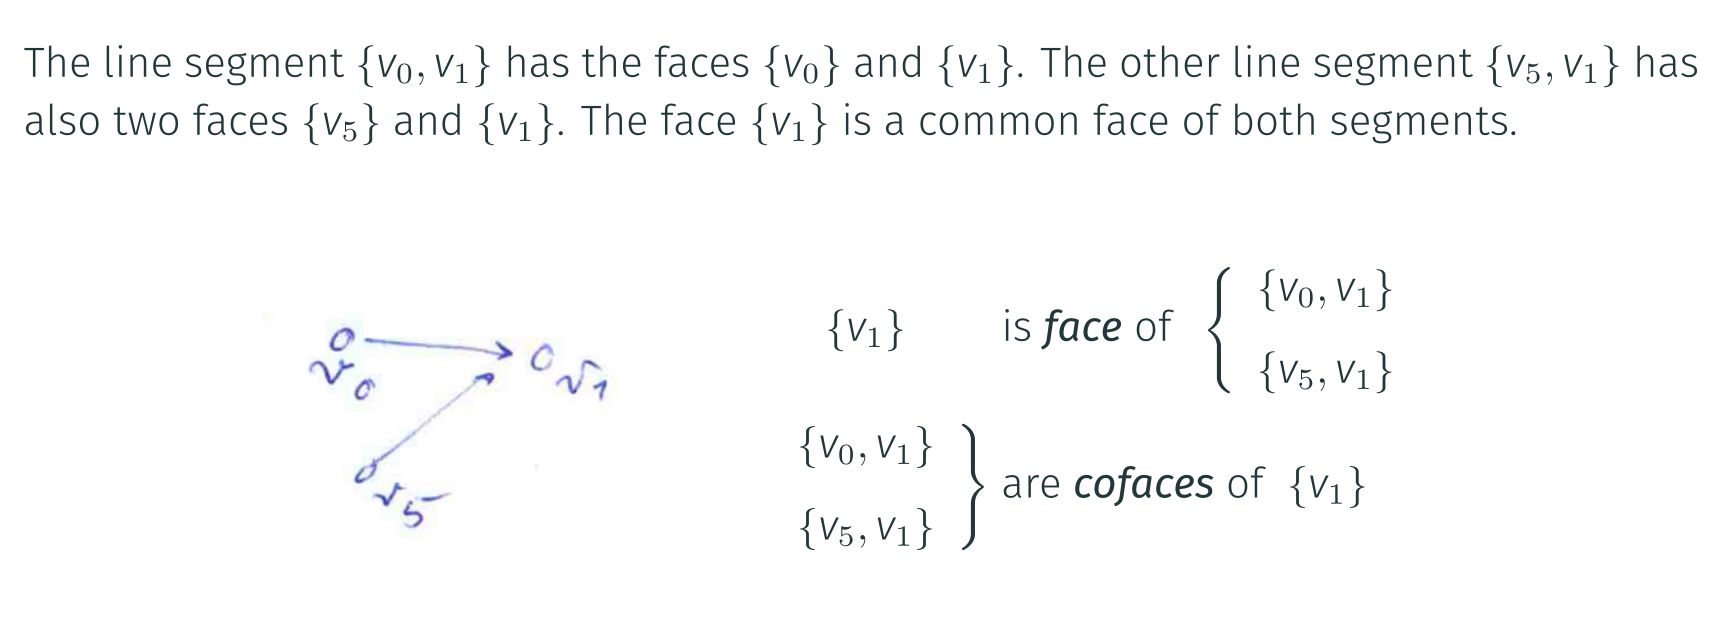 The line segment {v₀, v₁} has the faces {v₀} and {v₁}. The other line segment {v₅, v₁} has
also two faces {v₅} and {v₁}. The face {v₁} is a common face of both segments.
v₀
v₁
v₅
{v₁} is face of { {v₀, v₁}
{v₅, v₁}
{v₀, v₁}
{v₅, v₁} } are cofaces of {v₁}